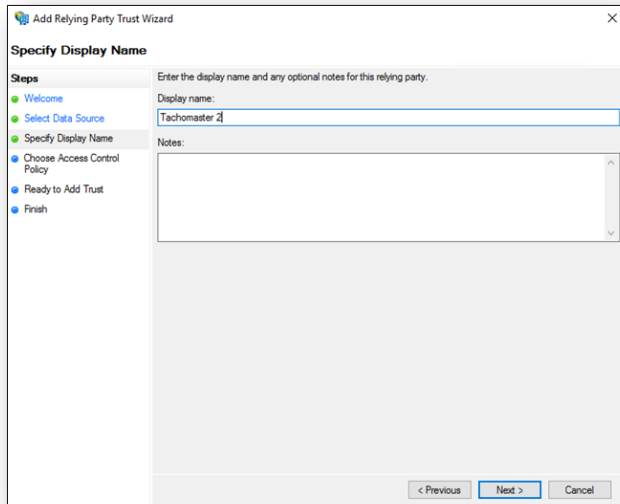 Add Relying Party Trust Wizard
Specify Display Name
Steps
Welcome
Select Data Source
Specify Display Name
Choose Access Control
Policy
Ready to Add Trust
Finish
Enter the display name and any optional notes for this relying party.
Display name:
Tachomaster 2
Notes:
< Previous
Next >
Cancel